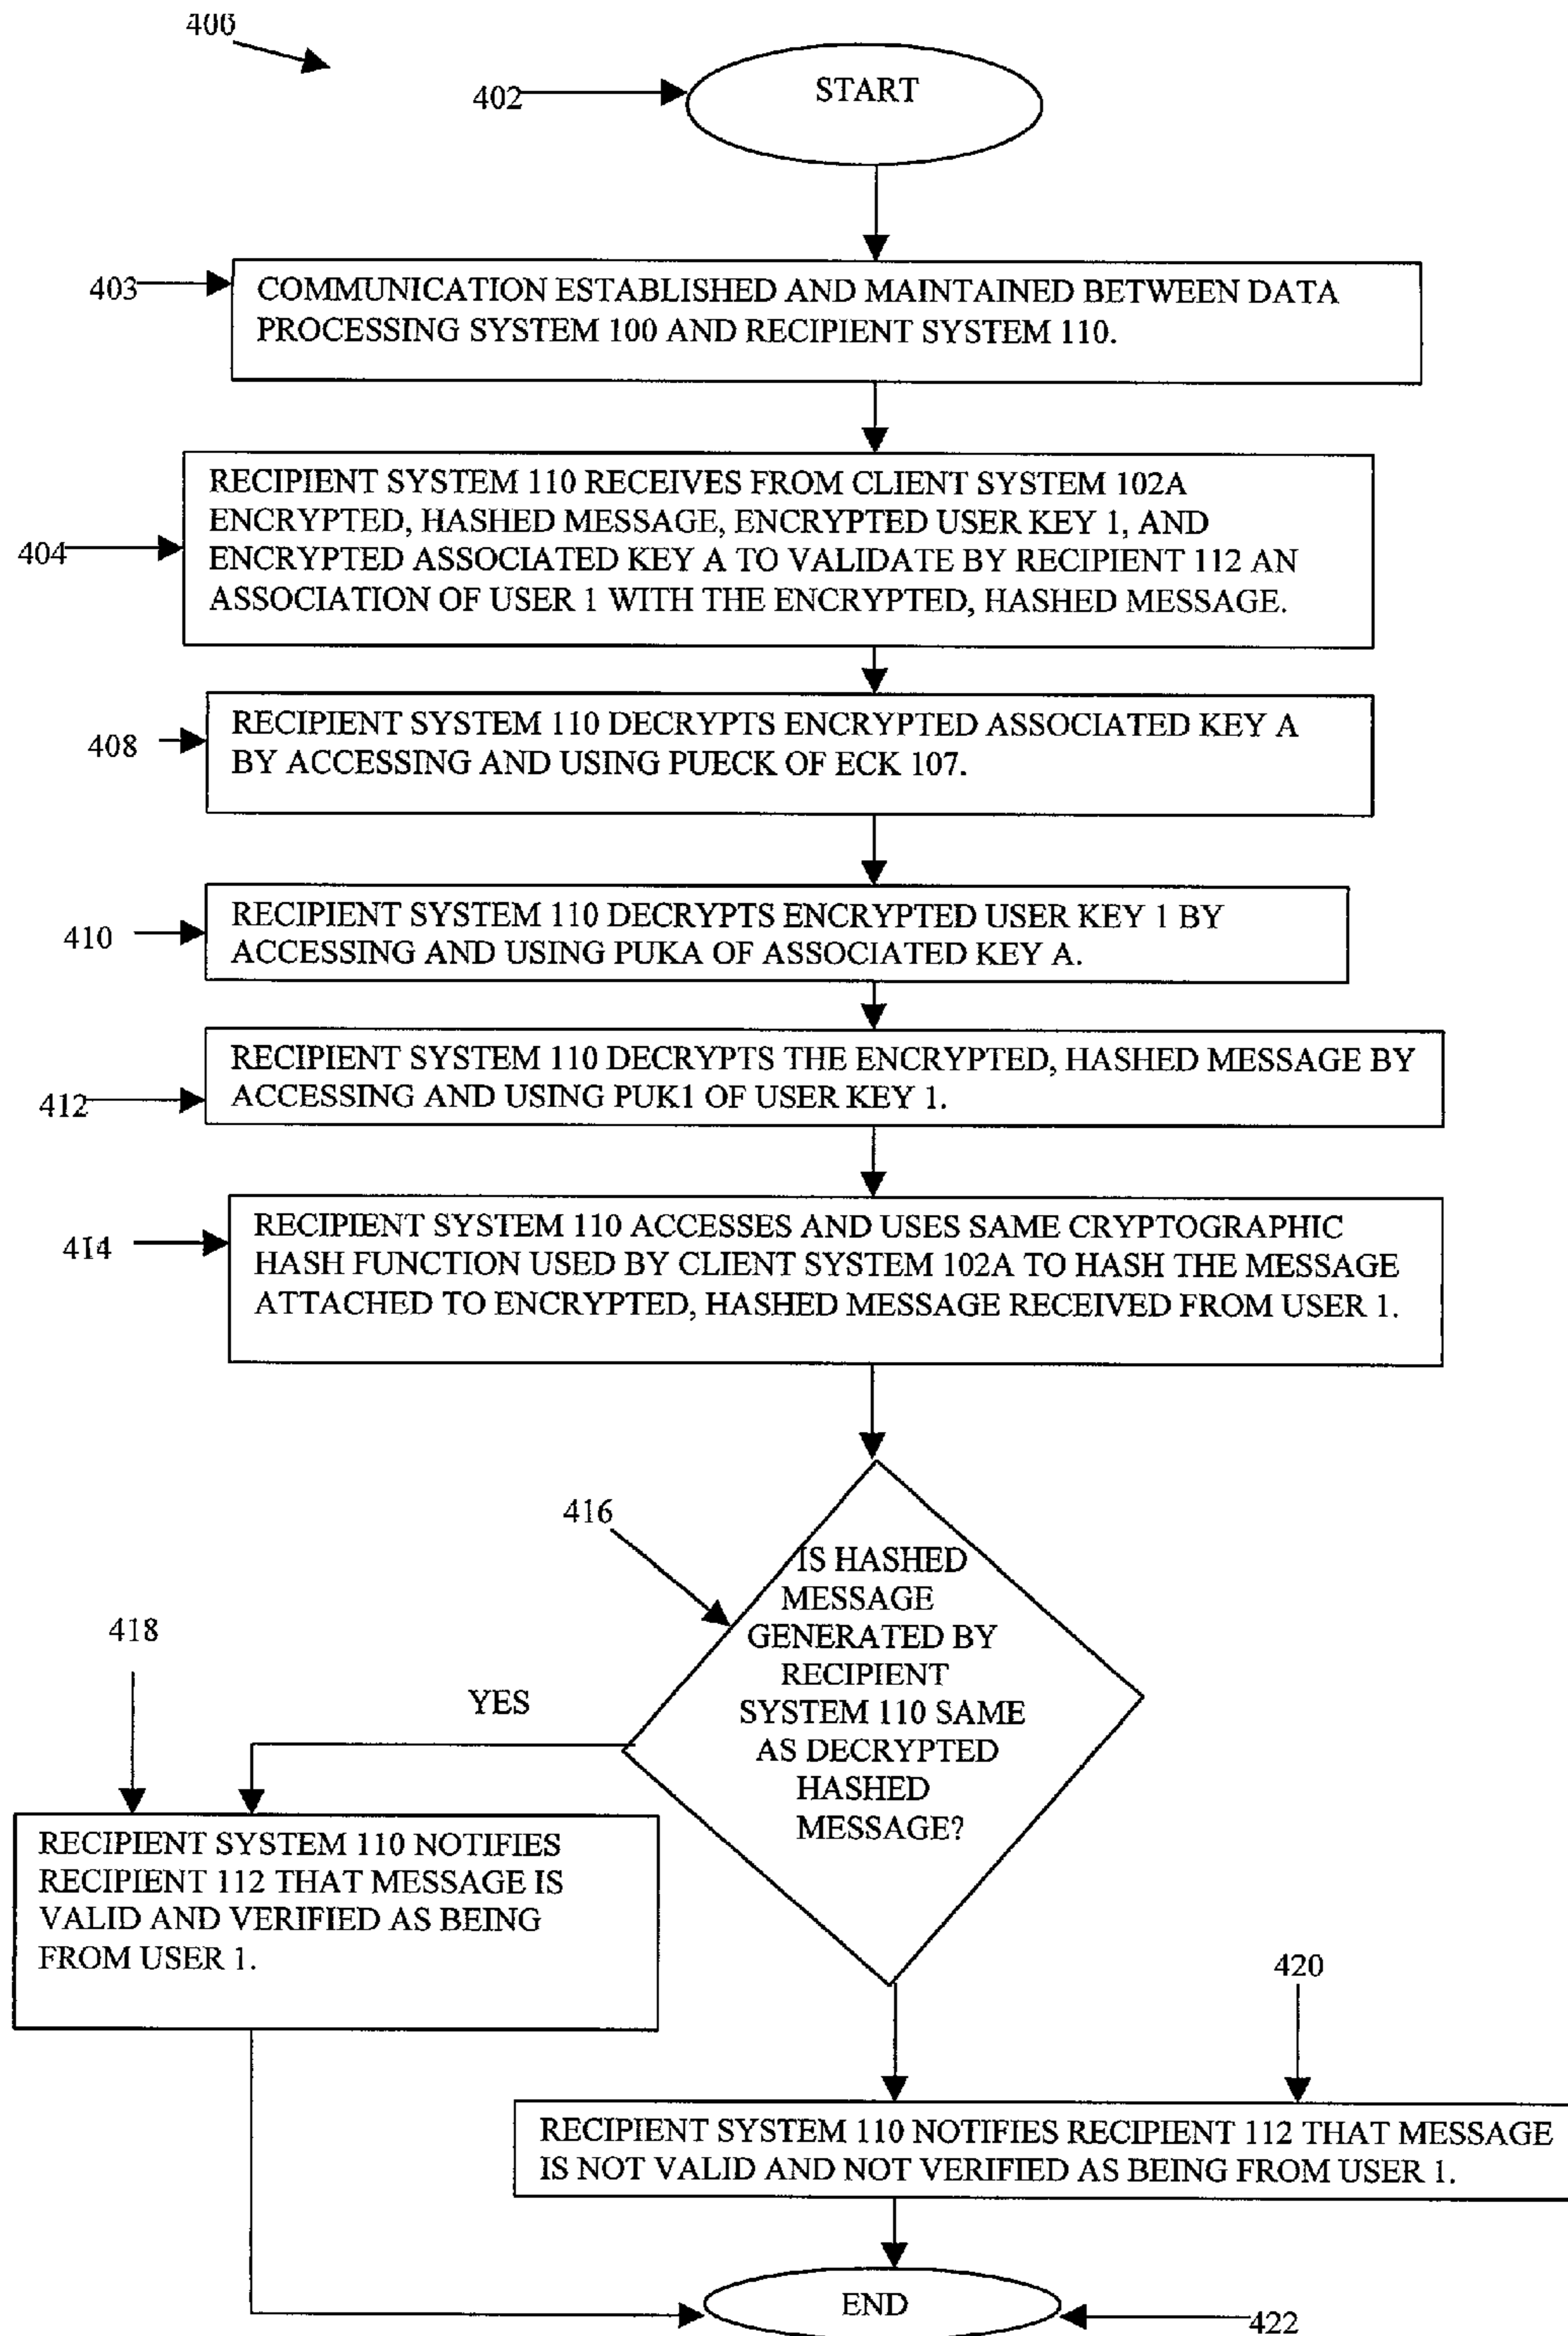 400
402
START
403
COMMUNICATION ESTABLISHED AND MAINTAINED BETWEEN DATA
PROCESSING SYSTEM 100 AND RECIPIENT SYSTEM 110.
404
RECIPIENT SYSTEM 110 RECEIVES FROM CLIENT SYSTEM 102A
ENCRYPTED, HASHED MESSAGE, ENCRYPTED USER KEY 1, AND
ENCRYPTED ASSOCIATED KEY A TO VALIDATE BY RECIPIENT 112 AN
ASSOCIATION OF USER 1 WITH THE ENCRYPTED, HASHED MESSAGE.
408
RECIPIENT SYSTEM 110 DECRYPTS ENCRYPTED ASSOCIATED KEY A
BY ACCESSING AND USING PUECK OF ECK 107.
410
RECIPIENT SYSTEM 110 DECRYPTS ENCRYPTED USER KEY 1 BY
ACCESSING AND USING PUKA OF ASSOCIATED KEY A.
412
RECIPIENT SYSTEM 110 DECRYPTS THE ENCRYPTED, HASHED MESSAGE BY
ACCESSING AND USING PUK1 OF USER KEY 1.
414
RECIPIENT SYSTEM 110 ACCESSES AND USES SAME CRYPTOGRAPHIC
HASH FUNCTION USED BY CLIENT SYSTEM 102A TO HASH THE MESSAGE
ATTACHED TO ENCRYPTED, HASHED MESSAGE RECEIVED FROM USER 1.
416
IS HASHED
MESSAGE
GENERATED BY
RECIPIENT
SYSTEM 110 SAME
AS DECRYPTED
HASHED
MESSAGE?
418
YES
RECIPIENT SYSTEM 110 NOTIFIES
RECIPIENT 112 THAT MESSAGE IS
VALID AND VERIFIED AS BEING
FROM USER 1.
420
RECIPIENT SYSTEM 110 NOTIFIES RECIPIENT 112 THAT MESSAGE
IS NOT VALID AND NOT VERIFIED AS BEING FROM USER 1.
END
422